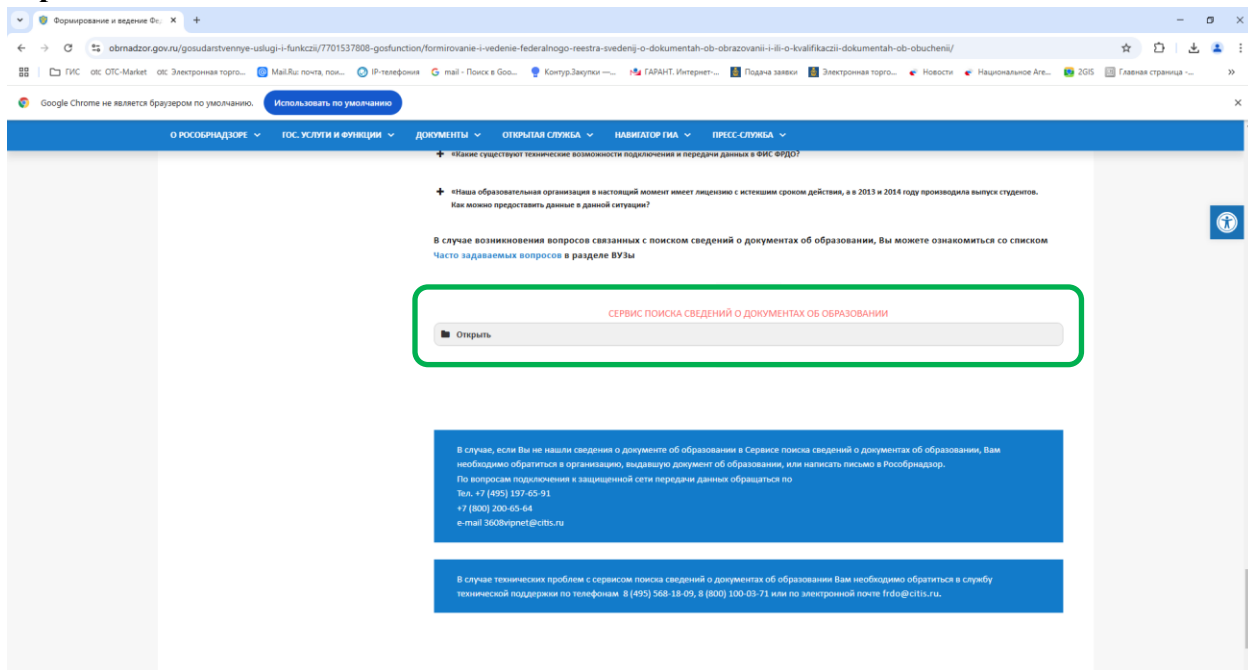 Формирование и ведение Фе
obrnadzor.gov.ru/gosudarstvennye-uslugi-i-funkczii/7701537808-gosfunction/formirovanie-i-vedenie-federalnogo-reestra-svedenij-o-dokumentah-ob-obrazovanii-i-ili-o-kvalifikaczii-dokumentah-ob-obuchenii/
ГИС отс OTC-Market отс Электронная торго... Mail.Ru: почта, пои... IP-телефония mail - Поиск в Goo... Контур.Закупки —... ГАРАНТ. Интернет-... Подача заявки Электронная торго... Новости Национальное Аге... 2GIS Главная страница -... »
Google Chrome не является браузером по умолчанию. Использовать по умолчанию
О РОСОБРНАДЗОРЕ ГОС. УСЛУГИ И ФУНКЦИИ ДОКУМЕНТЫ ОТКРЫТАЯ СЛУЖБА НАВИГАТОР ГИА ПРЕСС-СЛУЖБА
+ «Какие существуют технические возможности подключения и передачи данных в ФИС ФРДО?
+ «Наша образовательная организация в настоящий момент имеет лицензию с истекшим сроком действия, а в 2013 и 2014 году производила выпуск студентов.
Как можно предоставить данные в данной ситуации?
В случае возникновения вопросов связанных с поиском сведений о документах об образовании, Вы можете ознакомиться со списком
Часто задаваемых вопросов в разделе ВУЗы
СЕРВИС ПОИСКА СВЕДЕНИЙ О ДОКУМЕНТАХ ОБ ОБРАЗОВАНИИ
Открыть
В случае, если Вы не нашли сведения о документе об образовании в Сервисе поиска сведений о документах об образовании, Вам
необходимо обратиться в организацию, выдавшую документ об образовании, или написать письмо в Рособрнадзор.
По вопросам подключения к защищенной сети передачи данных обращаться по
Тел. +7 (495) 197-65-91
+7 (800) 200-65-64
e-mail 3608vipnet@citis.ru
В случае технических проблем с сервисом поиска сведений о документах об образовании Вам необходимо обратиться в службу
технической поддержки по телефонам 8 (495) 568-18-09, 8 (800) 100-03-71 или по электронной почте frdo@citis.ru.